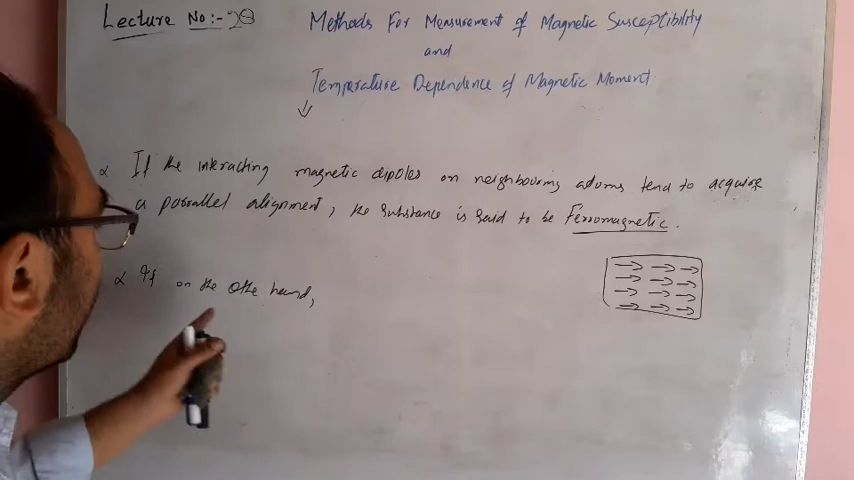 Lecture No:- 28
Methods For Measurement of Magnetic Susceptibility
and
Temperature Dependence of Magnetic Moment
If the interacting magnetic dipoles on neighbouring atoms tend to acquire
a parallel alignment, the substance is said to be Ferromagnetic.
If on the Othe hand,